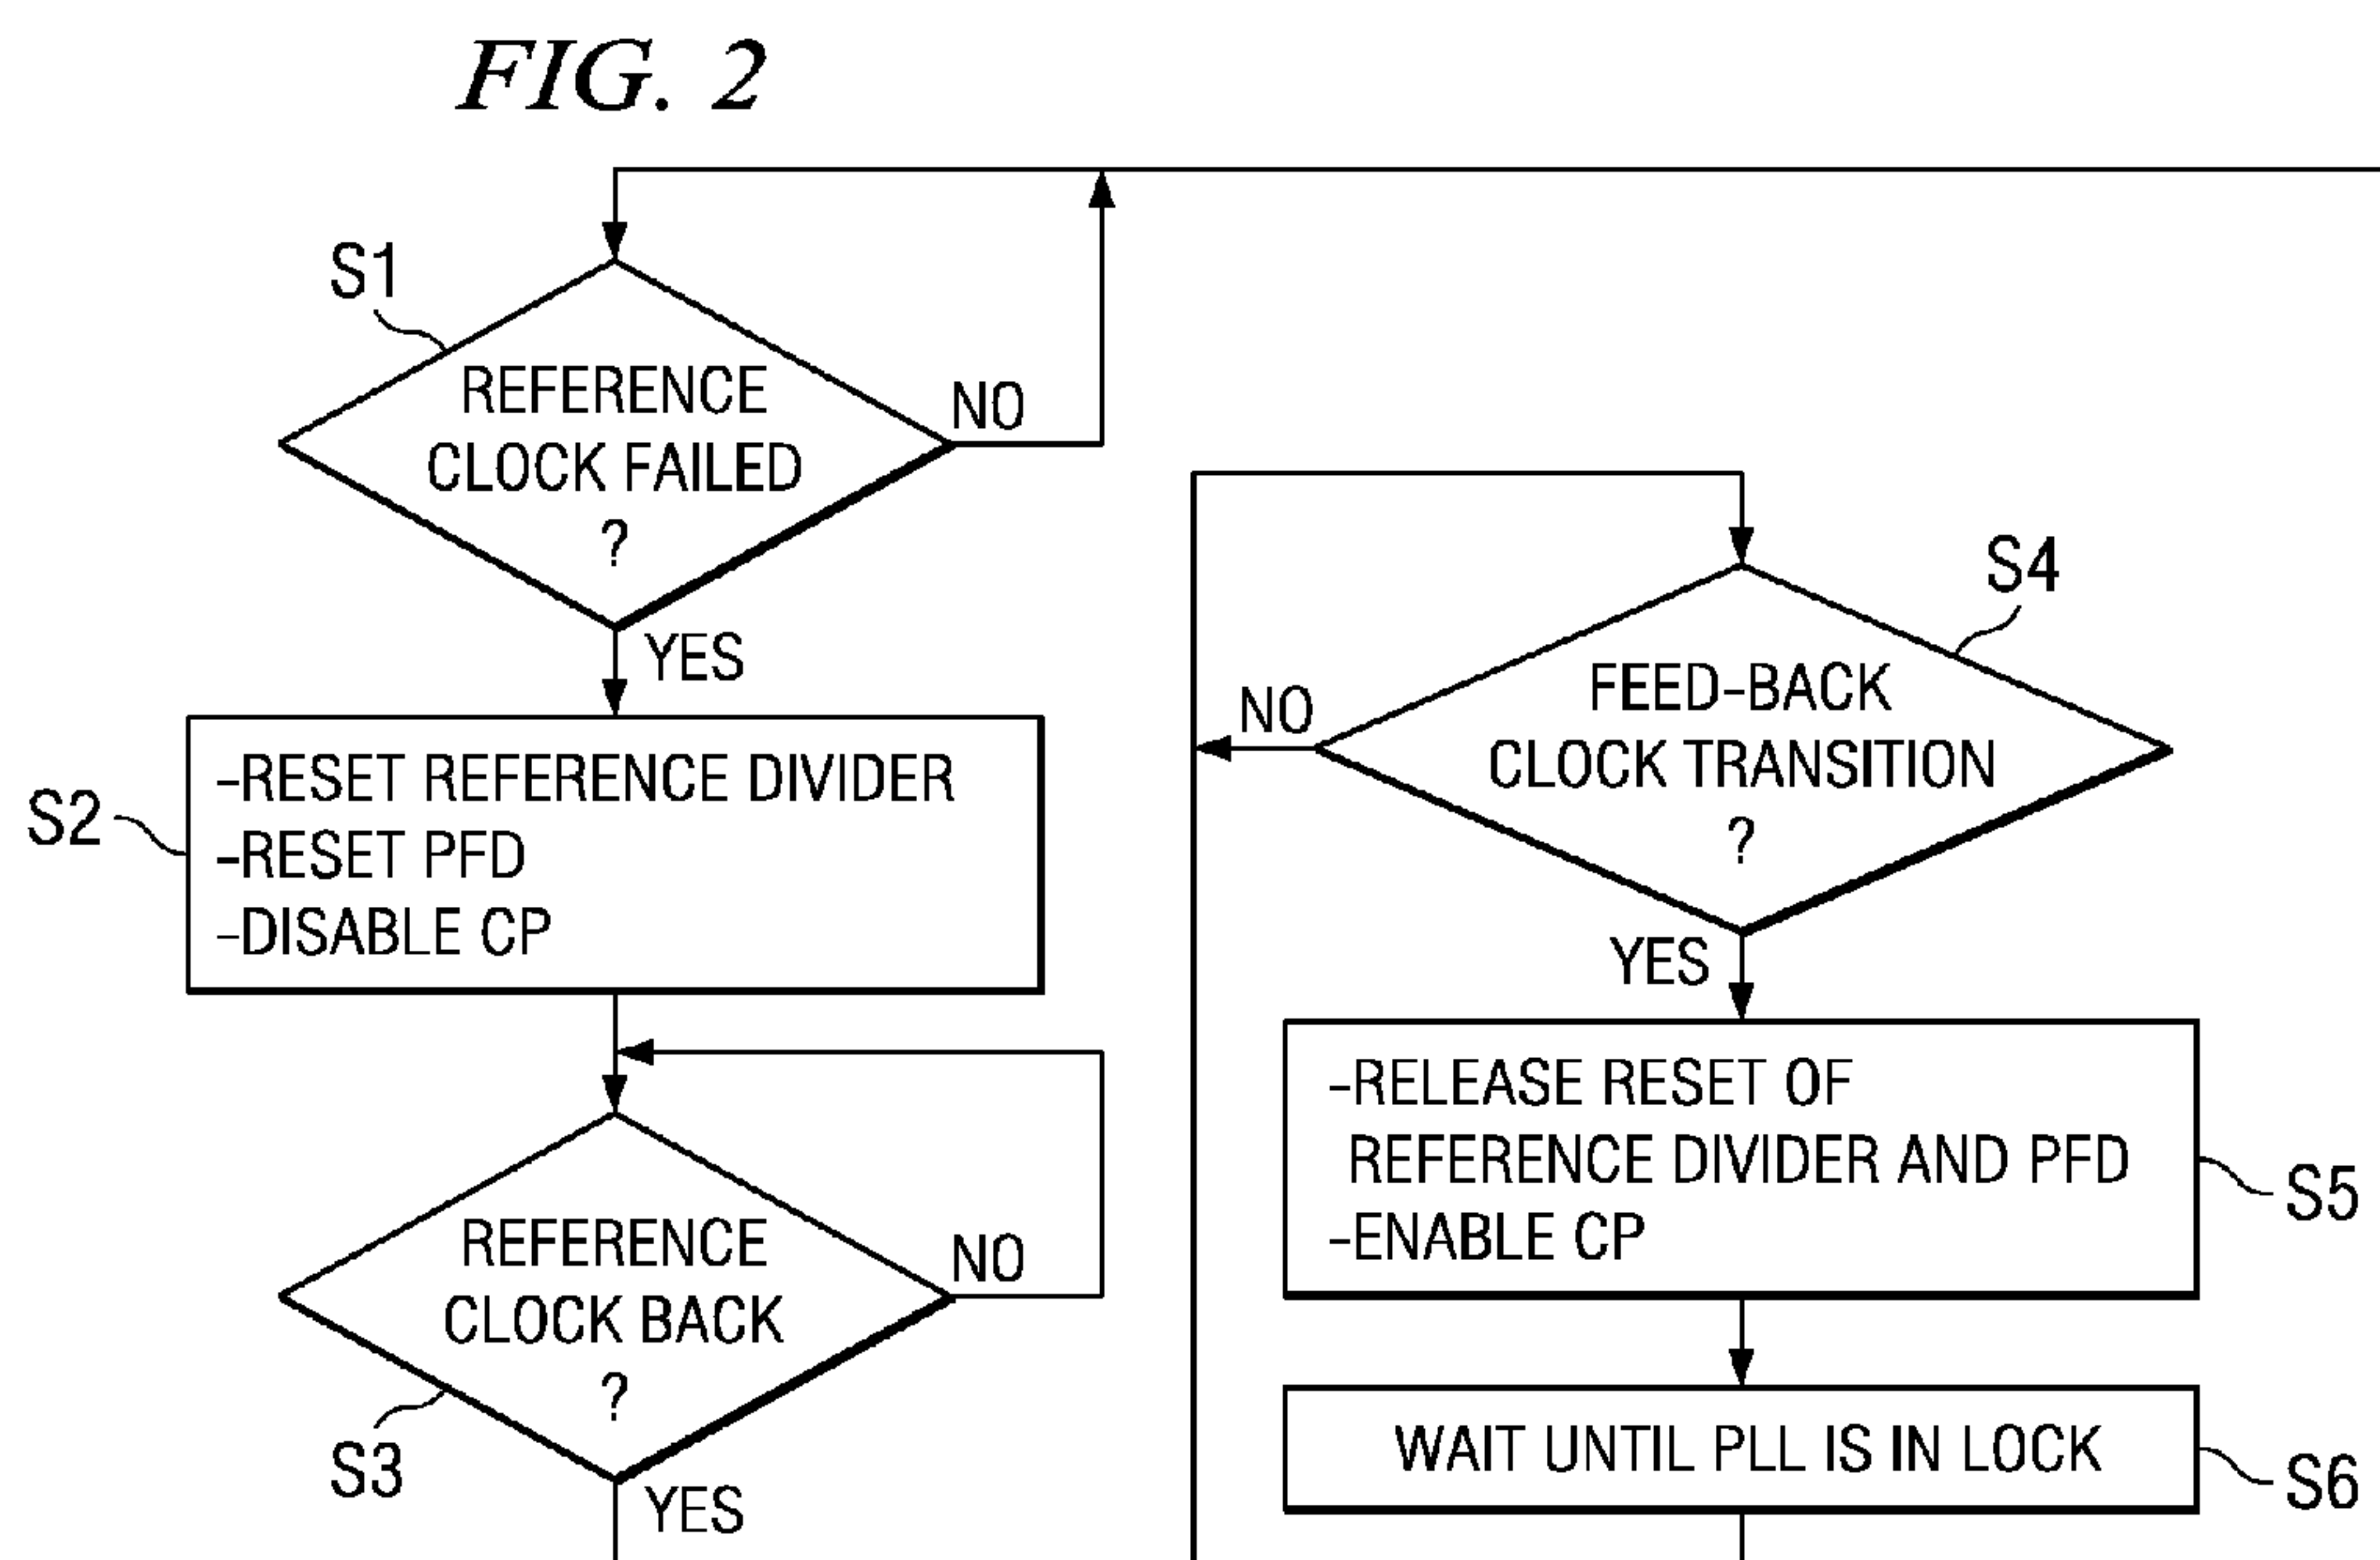 FIG. 2
S1
REFERENCE
CLOCK FAILED
?
NO
YES
S2
-RESET REFERENCE DIVIDER
-RESET PFD
-DISABLE CP
REFERENCE
CLOCK BACK
?
NO
S3
YES
S4
FEED-BACK
CLOCK TRANSITION
?
NO
YES
-RELEASE RESET OF
REFERENCE DIVIDER AND PFD
-ENABLE CP
S5
WAIT UNTIL PLL IS IN LOCK
S6